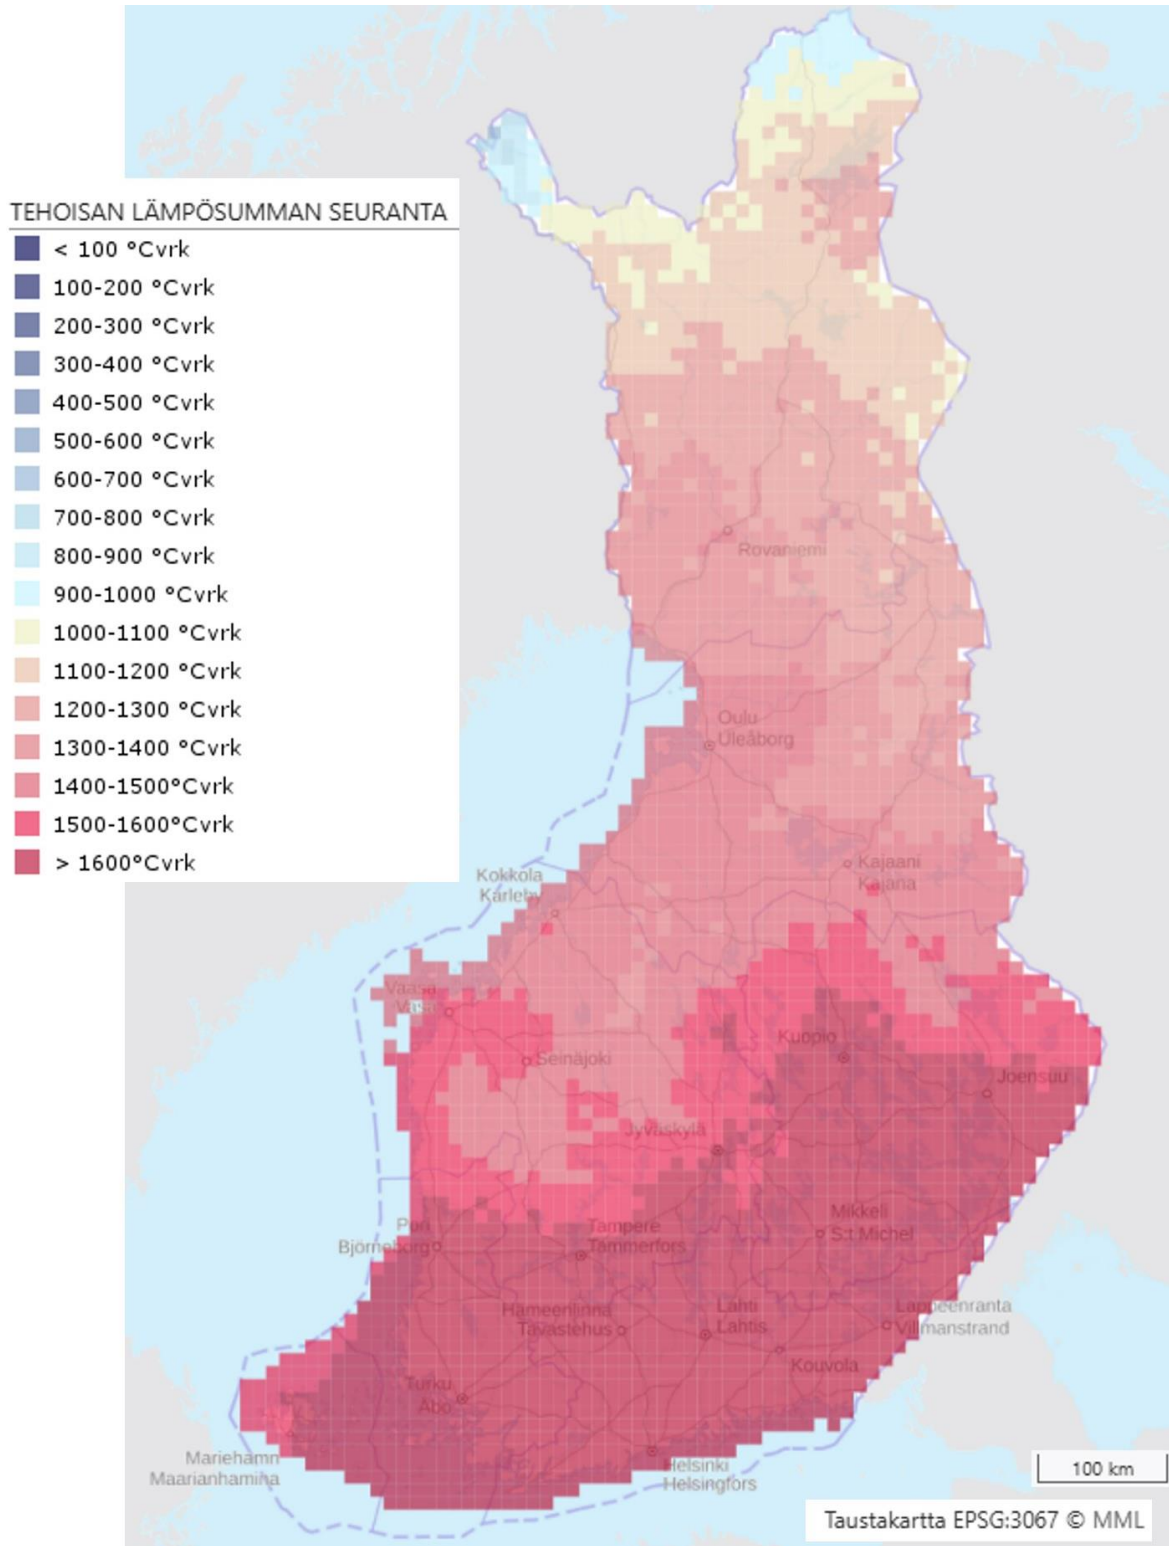 TEHOISAN LÄMPÖSUMMAN SEURANTA
< 100 °Cvrk
100-200 °Cvrk
200-300 °Cvrk
300-400 °Cvrk
400-500 °Cvrk
500-600 °Cvrk
600-700 °Cvrk
700-800 °Cvrk
800-900 °Cvrk
900-1000 °Cvrk
1000-1100 °Cvrk
1100-1200 °Cvrk
1200-1300 °Cvrk
1300-1400 °Cvrk
1400-1500°Cvrk
1500-1600°Cvrk
> 1600°Cvrk
Rovaniemi
Oulu
Uleåborg
Kajaani
Kajana
Kokkola
Karleby
Vaasa
Vasa
Seinäjoki
Kuopio
Joensuu
Jyväskylä
Mikkeli
S:t Michel
Pori
Björneborg
Tampere
Tammerfors
Hämeenlinna
Tavastehus
Lahti
Lahtis
Lappeenranta
Villmanstrand
Kouvola
Turku
Åbo
Mariehamn
Maarianhamina
Helsinki
Helsingfors
100 km
Taustakartta EPSG:3067 © MML